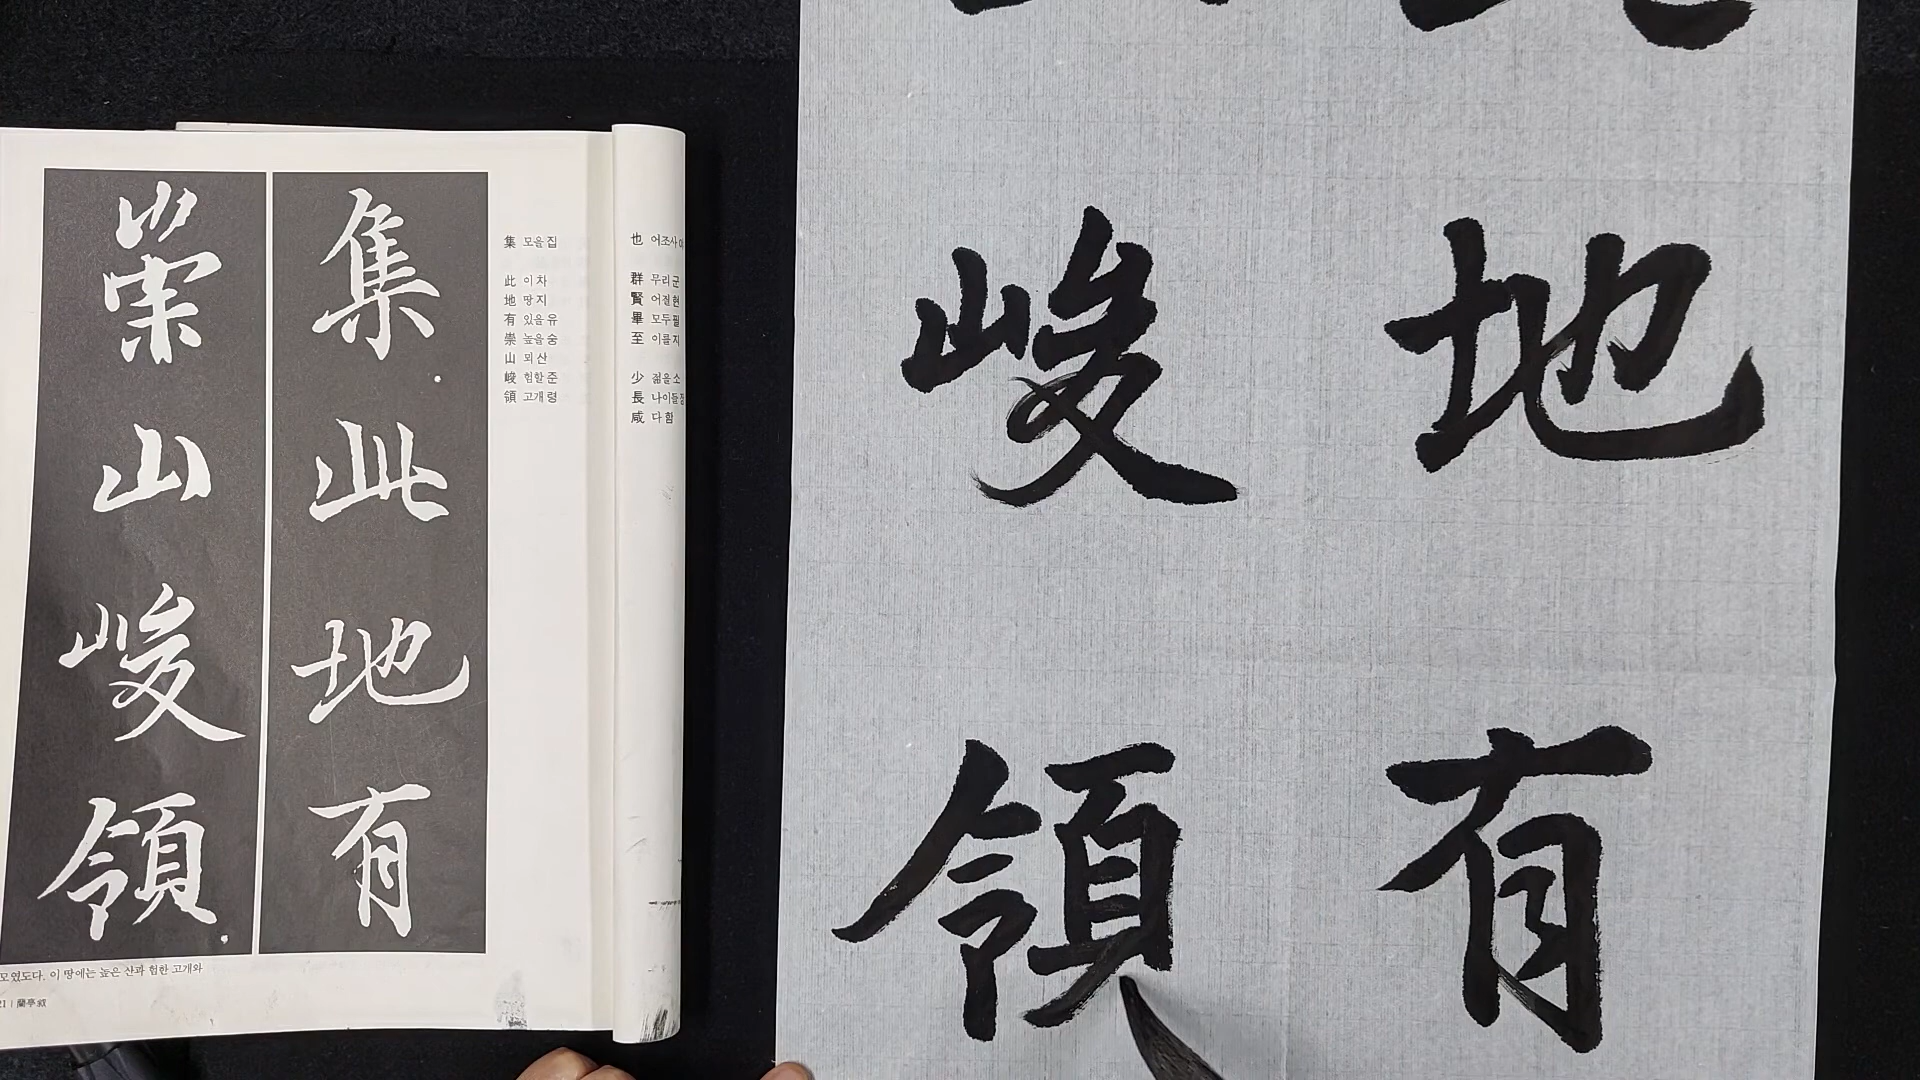 集此地有
崇山峻領
集 모을 집
此 이 차
地 땅 지
有 있을 유
崇 높을 숭
山 뫼 산
峻 험할 준
領 고개 령
也 어조사
群 무리 군
賢 어질 현
畢 모두 필
至 이를 지
少 젊을 소
長 나이들
咸 다 함
모였도다. 이 땅에는 높은 산과 험한 고개와
21 | 蘭亭敍
地有
峻領